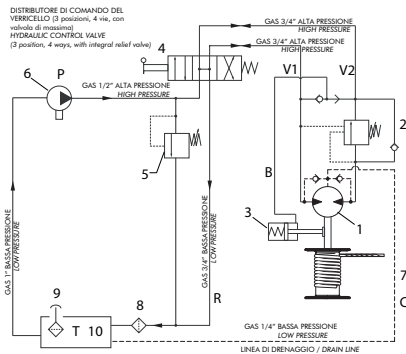 DISTRIBUTORE DI COMANDO DEL
VERRICELLO (3 posizioni, 4 vie, con
valvola di massima)
HYDRAULIC CONTROL VALVE
(3 position, 4 ways, with integral relief valve)
GAS 3/4" ALTA PRESSIONE
HIGH PRESSURE
GAS 3/4" ALTA PRESSIONE
HIGH PRESSURE
4
V1
V2
6
P
GAS 1/2" ALTA PRESSIONE
HIGH PRESSURE
2
5
B
3
1
GAS 1" BASSA PRESSIONE
LOW PRESSURE
GAS 3/4" BASSA PRESSIONE
LOW PRESSURE
7
C
9
8
R
T 10
GAS 1/4" BASSA PRESSIONE
LOW PRESSURE
LINEA DI DRENAGGIO / DRAIN LINE